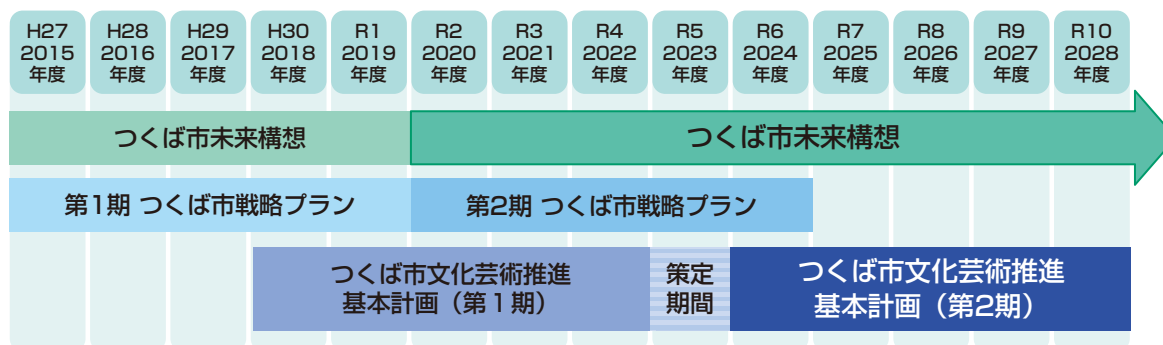 H27
2015
年度
H28
2016
年度
H29
2017
年度
H30
2018
年度
R1
2019
年度
R2
2020
年度
R3
2021
年度
R4
2022
年度
R5
2023
年度
R6
2024
年度
R7
2025
年度
R8
2026
年度
R9
2027
年度
R10
2028
年度
つくば市未来構想
つくば市未来構想
第1期 つくば市戦略プラン
第2期 つくば市戦略プラン
つくば市文化芸術推進
基本計画（第１期）
策定
期間
つくば市文化芸術推進
基本計画（第2期）